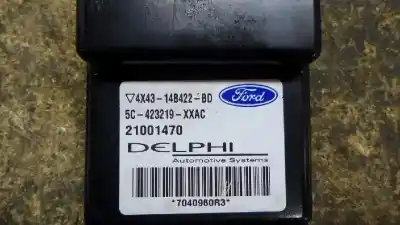 ▽4X43-14B422-BD
Ford
5C-423219-XXAC
21001470
DELPHI
Automotive Systems
*7040980R3*